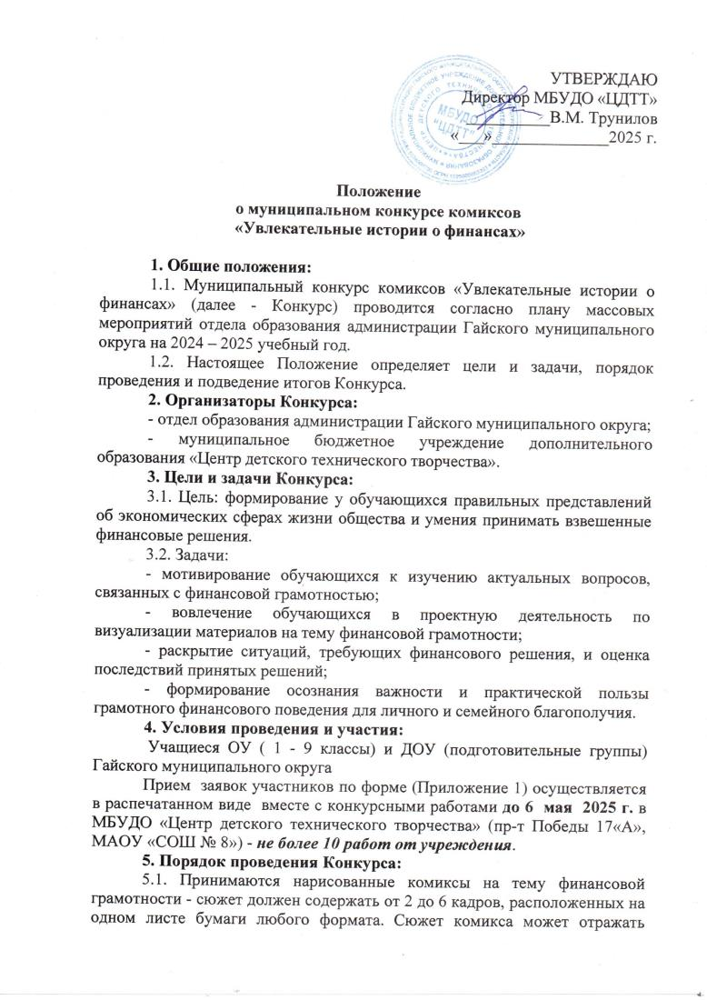 УТВЕРЖДАЮ
Директор МБУДО «ЦДТТ»
____________В.М. Трунилов
«___»______________2025 г.
МБУДО
"ЦДТТ"
Положение
о муниципальном конкурсе комиксов
«Увлекательные истории о финансах»
1. Общие положения:
1.1. Муниципальный конкурс комиксов «Увлекательные истории о
финансах» (далее - Конкурс) проводится согласно плану массовых
мероприятий отдела образования администрации Гайского муниципального
округа на 2024 – 2025 учебный год.
1.2. Настоящее Положение определяет цели и задачи, порядок
проведения и подведение итогов Конкурса.
2. Организаторы Конкурса:
- отдел образования администрации Гайского муниципального округа;
- муниципальное бюджетное учреждение дополнительного
образования «Центр детского технического творчества».
3. Цели и задачи Конкурса:
3.1. Цель: формирование у обучающихся правильных представлений
об экономических сферах жизни общества и умения принимать взвешенные
финансовые решения.
3.2. Задачи:
- мотивирование обучающихся к изучению актуальных вопросов,
связанных с финансовой грамотностью;
- вовлечение обучающихся в проектную деятельность по
визуализации материалов на тему финансовой грамотности;
- раскрытие ситуаций, требующих финансового решения, и оценка
последствий принятых решений;
- формирование осознания важности и практической пользы
грамотного финансового поведения для личного и семейного благополучия.
4. Условия проведения и участия:
Учащиеся ОУ ( 1 - 9 классы) и ДОУ (подготовительные группы)
Гайского муниципального округа
Прием заявок участников по форме (Приложение 1) осуществляется
в распечатанном виде вместе с конкурсными работами до 6 мая 2025 г. в
МБУДО «Центр детского технического творчества» (пр-т Победы 17«А»,
МАОУ «СОШ № 8») - не более 10 работ от учреждения.
5. Порядок проведения Конкурса:
5.1. Принимаются нарисованные комиксы на тему финансовой
грамотности - сюжет должен содержать от 2 до 6 кадров, расположенных на
одном листе бумаги любого формата. Сюжет комикса может отражать